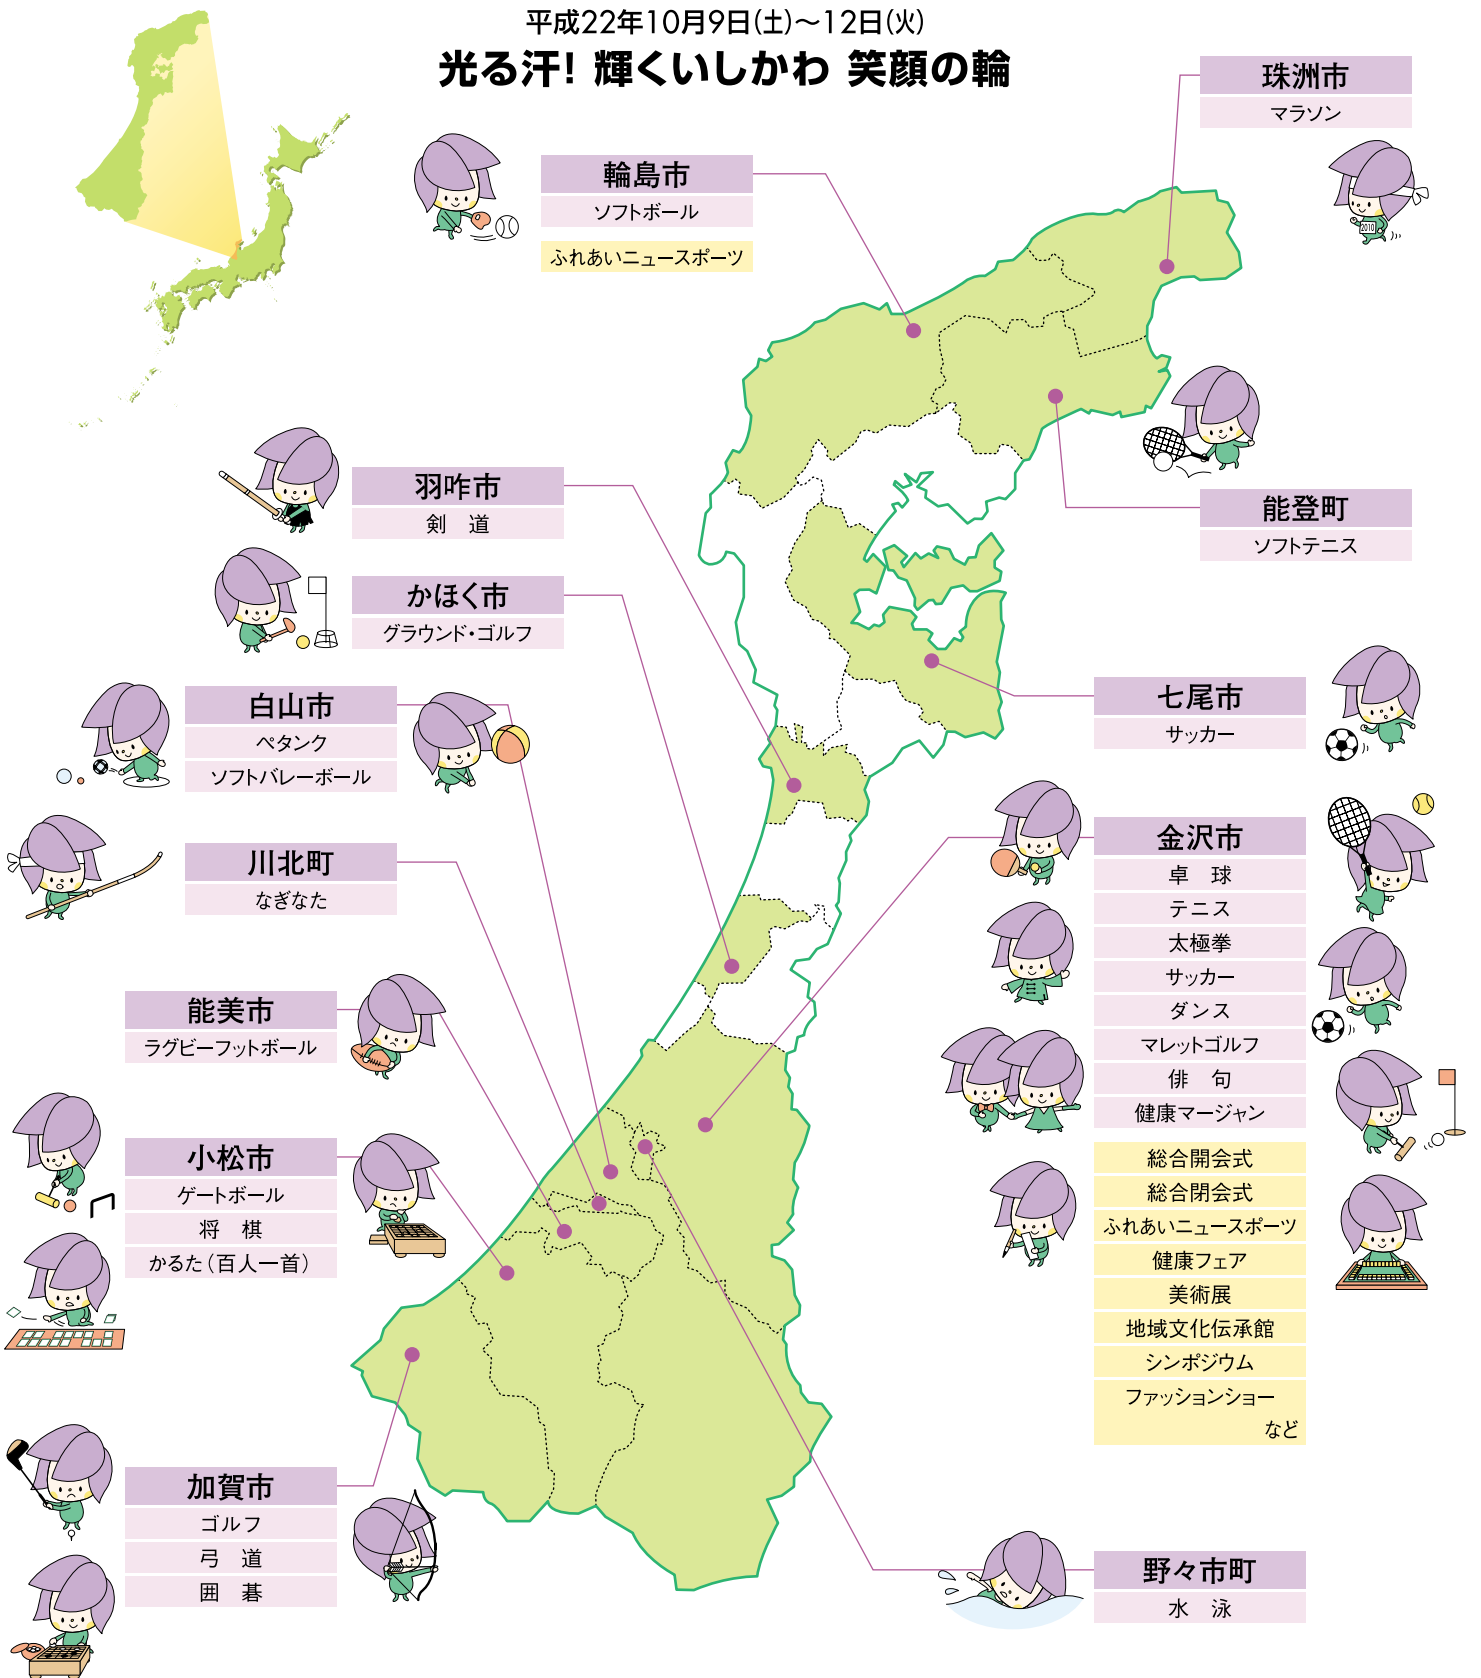 平成22年10月9日(土)～12日(火)
光る汗! 輝くいしかわ 笑顔の輪
珠洲市
マラソン
2010
輪島市
ソフトボール
ふれあいニュースポーツ
能登町
ソフトテニス
羽咋市
剣　道
かほく市
グラウンド・ゴルフ
白山市
ペタンク
ソフトバレーボール
七尾市
サッカー
川北町
なぎなた
金沢市
卓　球
テニス
太極拳
サッカー
ダンス
マレットゴルフ
俳　句
健康マージャン
総合開会式
総合閉会式
ふれあいニュースポーツ
健康フェア
美術展
地域文化伝承館
シンポジウム
ファッションショー
など
能美市
ラグビーフットボール
小松市
ゲートボール
将　棋
かるた（百人一首）
加賀市
ゴルフ
弓　道
囲　碁
野々市町
水　泳